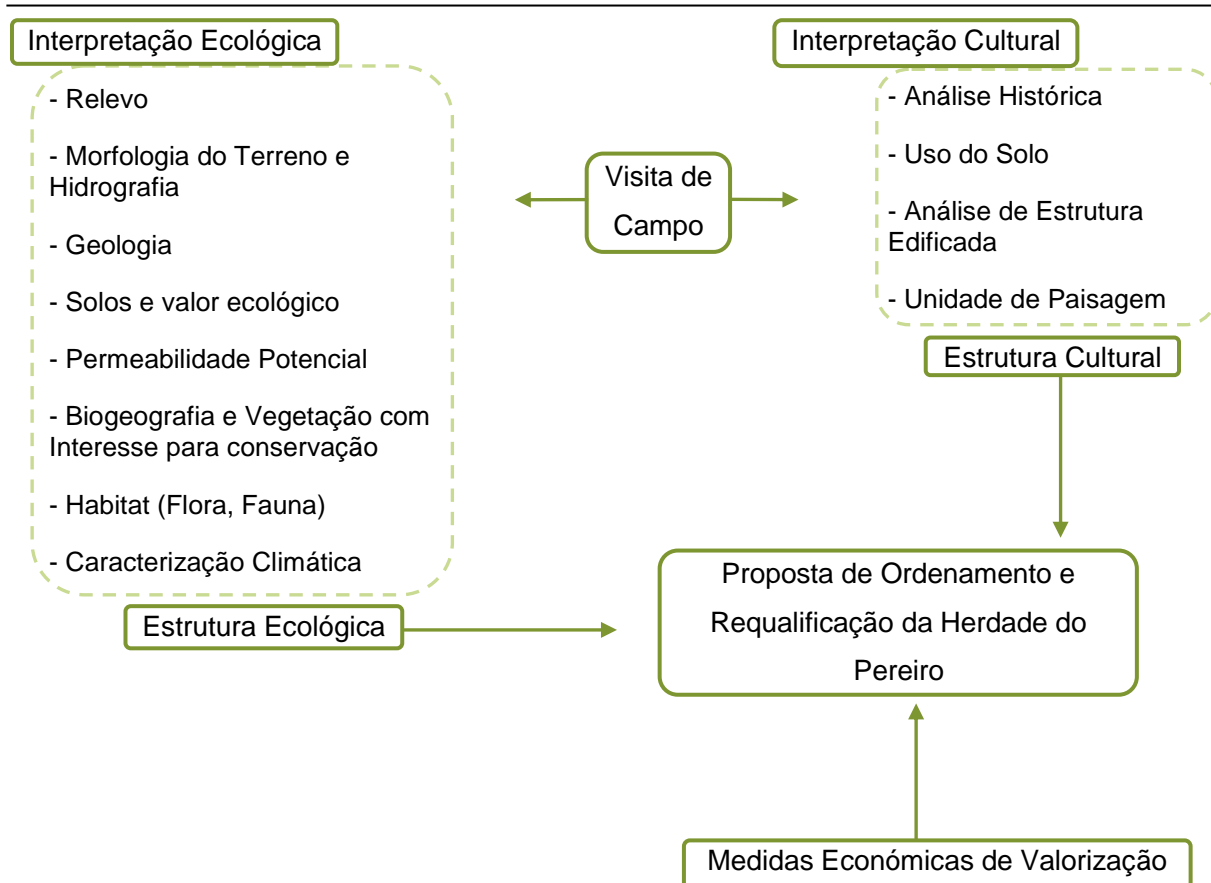 Interpretação Ecológica
- Relevo
- Morfologia do Terreno e
Hidrografia
- Geologia
- Solos e valor ecológico
- Permeabilidade Potencial
- Biogeografia e Vegetação com
Interesse para conservação
- Habitat (Flora, Fauna)
- Caracterização Climática
Estrutura Ecológica
Visita de
Campo
Interpretação Cultural
- Análise Histórica
- Uso do Solo
- Análise de Estrutura
Edificada
- Unidade de Paisagem
Estrutura Cultural
Proposta de Ordenamento e
Requalificação da Herdade do
Pereiro
Medidas Económicas de Valorização